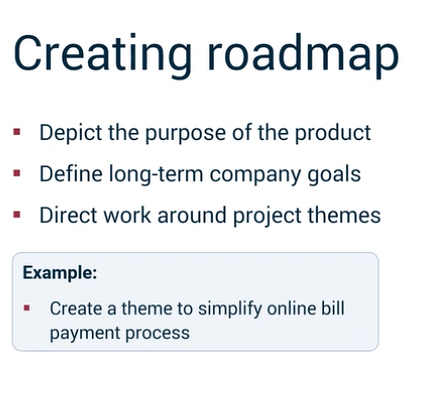 Creating roadmap
Depict the purpose of the product
Define long-term company goals
Direct work around project themes
Example:
Create a theme to simplify online bill
payment process